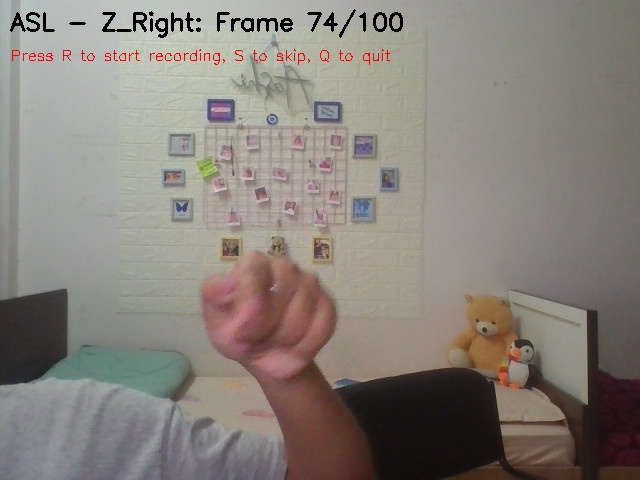 ASL - Z_Right: Frame 74/100
Press R to start recording, S to skip, Q to quit